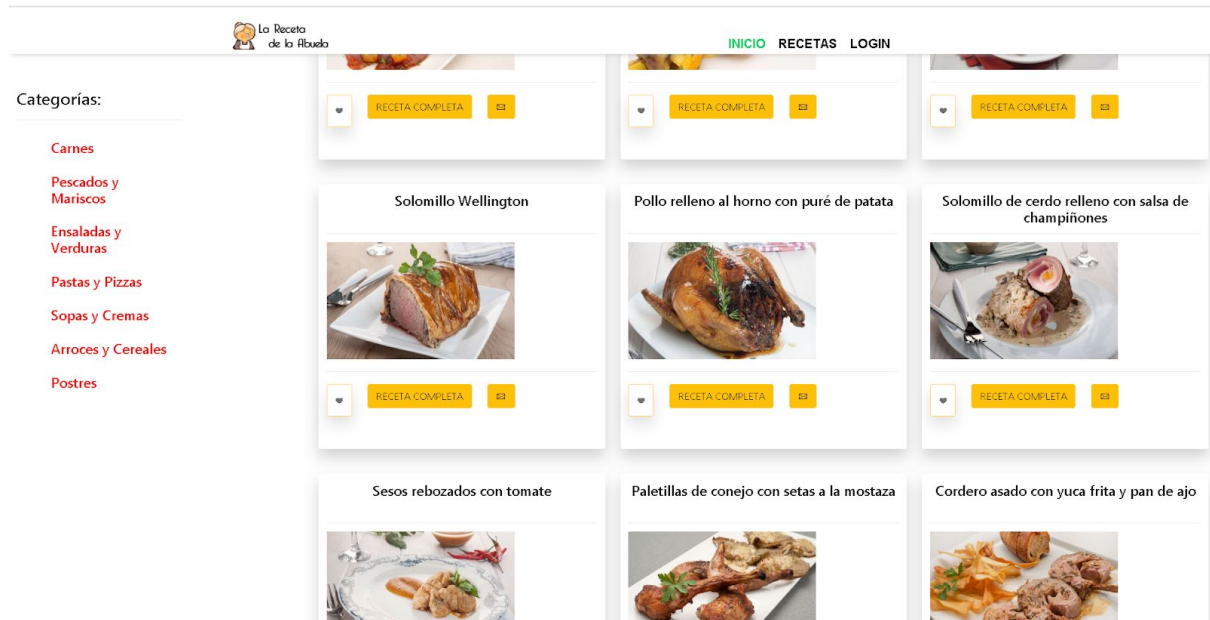 La Receta
de la Abuela
INICIO RECETAS LOGIN
Categorías:
Carnes
Pescados y
Mariscos
Ensaladas y
Verduras
Pastas y Pizzas
Sopas y Cremas
Arroces y Cereales
Postres
RECETA COMPLETA
RECETA COMPLETA
RECETA COMPLETA
Solomillo Wellington
RECETA COMPLETA
Pollo relleno al horno con puré de patata
RECETA COMPLETA
Solomillo de cerdo relleno con salsa de
champiñones
RECETA COMPLETA
Sesos rebozados con tomate
Paletillas de conejo con setas a la mostaza
Cordero asado con yuca frita y pan de ajo